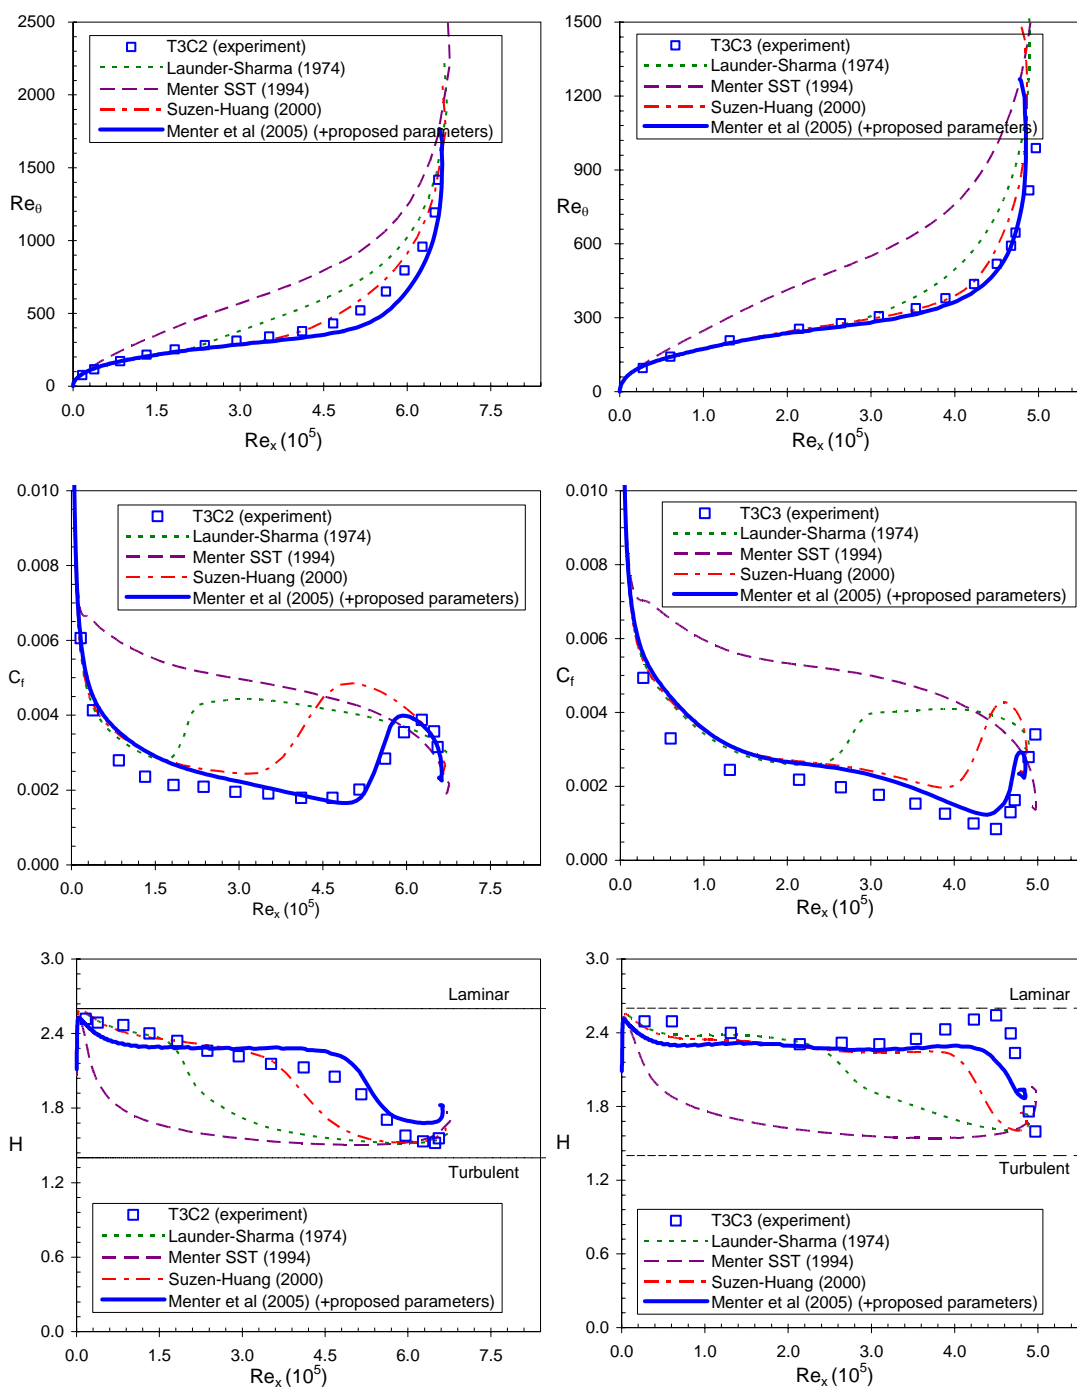 2500
2000
1500
1000
500
0
Reθ
T3C2 (experiment)
Launder-Sharma (1974)
Menter SST (1994)
Suzen-Huang (2000)
Menter et al (2005) (+proposed parameters)
0.0 1.5 3.0 4.5 6.0 7.5
Rex (10^5)
1500
1200
900
600
300
0
Reθ
T3C3 (experiment)
Launder-Sharma (1974)
Menter SST (1994)
Suzen-Huang (2000)
Menter et al (2005) (+proposed parameters)
0.0 1.0 2.0 3.0 4.0 5.0
Rex (10^5)
0.010
0.008
0.006
0.004
0.002
0.000
Cf
T3C2 (experiment)
Launder-Sharma (1974)
Menter SST (1994)
Suzen-Huang (2000)
Menter et al (2005) (+proposed parameters)
0.0 1.5 3.0 4.5 6.0 7.5
Rex (10^5)
0.010
0.008
0.006
0.004
0.002
0.000
Cf
T3C3 (experiment)
Launder-Sharma (1974)
Menter SST (1994)
Suzen-Huang (2000)
Menter et al (2005) (+proposed parameters)
0.0 1.0 2.0 3.0 4.0 5.0
Rex (10^5)
3.0
2.4
1.8
1.2
0.6
0.0
H
Laminar
Turbulent
T3C2 (experiment)
Launder-Sharma (1974)
Menter SST (1994)
Suzen-Huang (2000)
Menter et al (2005) (+proposed parameters)
0.0 1.5 3.0 4.5 6.0 7.5
Rex (10^5)
3.0
2.4
1.8
1.2
0.6
0.0
H
Laminar
Turbulent
T3C3 (experiment)
Launder-Sharma (1974)
Menter SST (1994)
Suzen-Huang (2000)
Menter et al (2005) (+proposed parameters)
0.0 1.0 2.0 3.0 4.0 5.0
Rex (10^5)